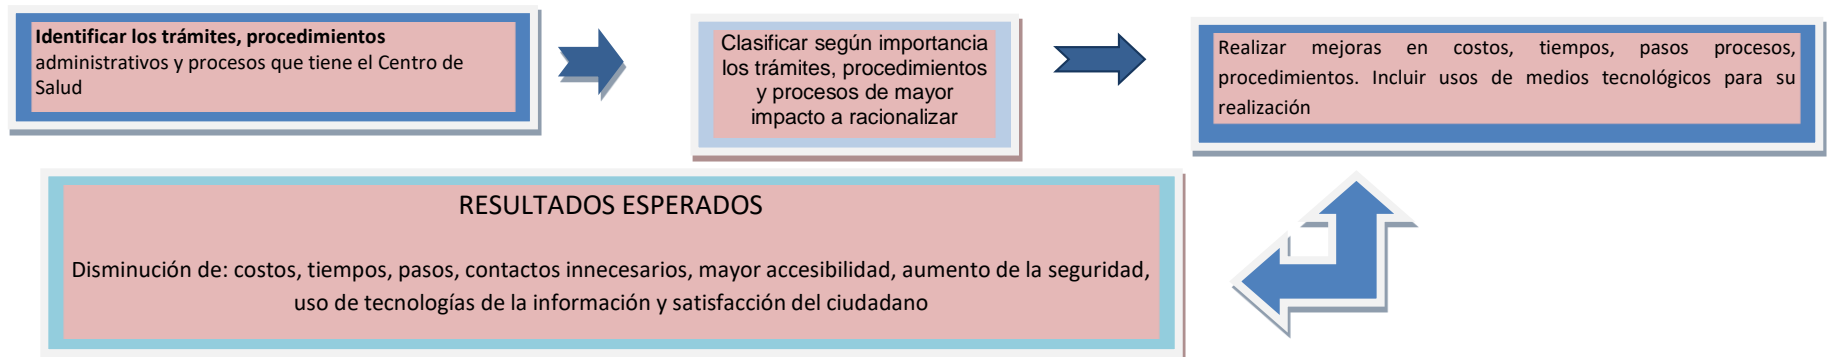 Identificar los trámites, procedimientos
administrativos y procesos que tiene el Centro de
Salud
Clasificar según importancia
los trámites, procedimientos
y procesos de mayor
impacto a racionalizar
Realizar mejoras en costos, tiempos, pasos procesos,
procedimientos. Incluir usos de medios tecnológicos para su
realización
RESULTADOS ESPERADOS
Disminución de: costos, tiempos, pasos, contactos innecesarios, mayor accesibilidad, aumento de la seguridad,
uso de tecnologías de la información y satisfacción del ciudadano